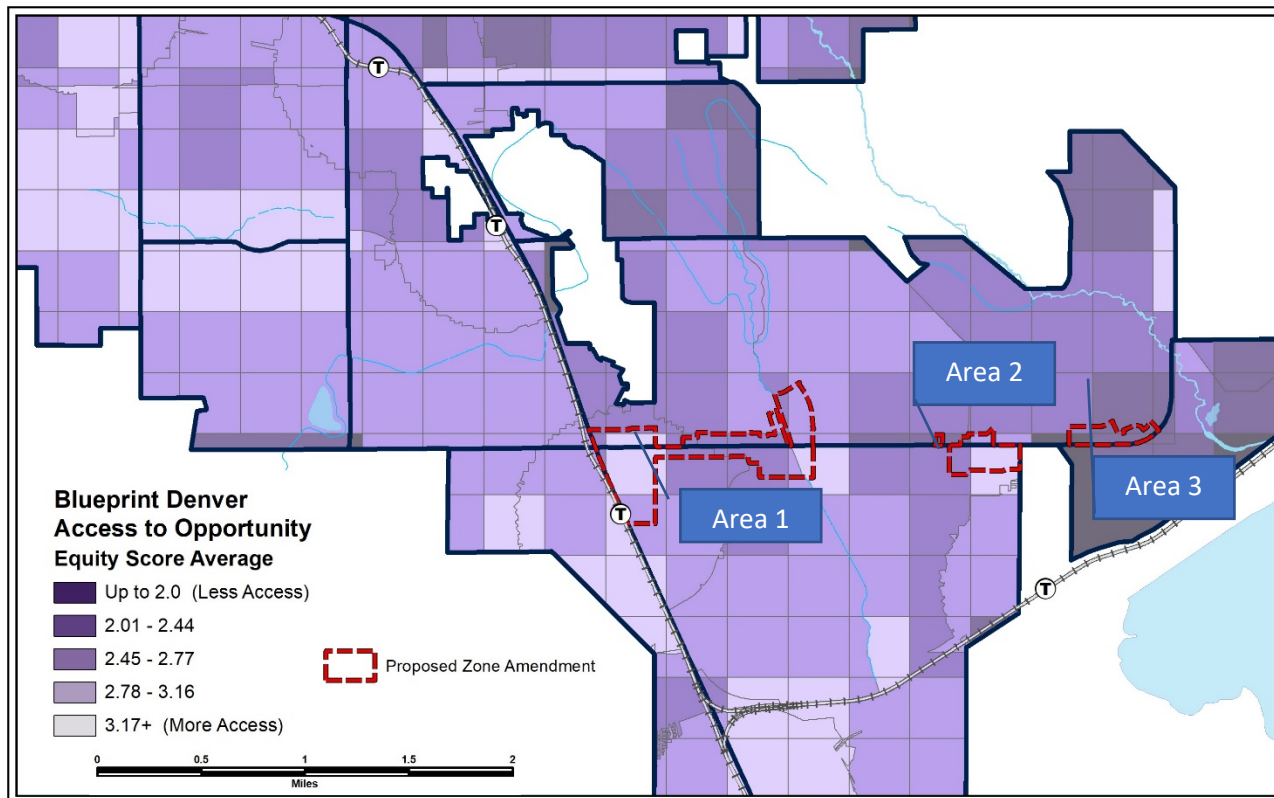 T
T
Area 2
Area 3
Area 1
T
T
Blueprint Denver
Access to Opportunity
Equity Score Average
Up to 2.0 (Less Access)
2.01 - 2.44
2.45 - 2.77
2.78 - 3.16
3.17+ (More Access)
Proposed Zone Amendment
0 0.5 1 1.5 2
Miles